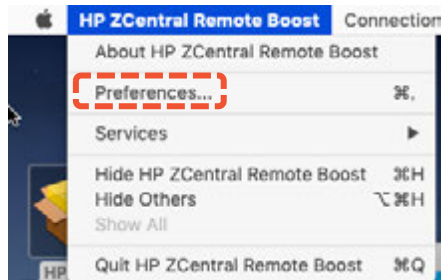 HP ZCentral Remote Boost Connection
About HP ZCentral Remote Boost
Preferences... ⌘,
Services ▶
Hide HP ZCentral Remote Boost ⌘H
Hide Others ⌥⌘H
Show All
Quit HP ZCentral Remote Boost ⌘Q
HP